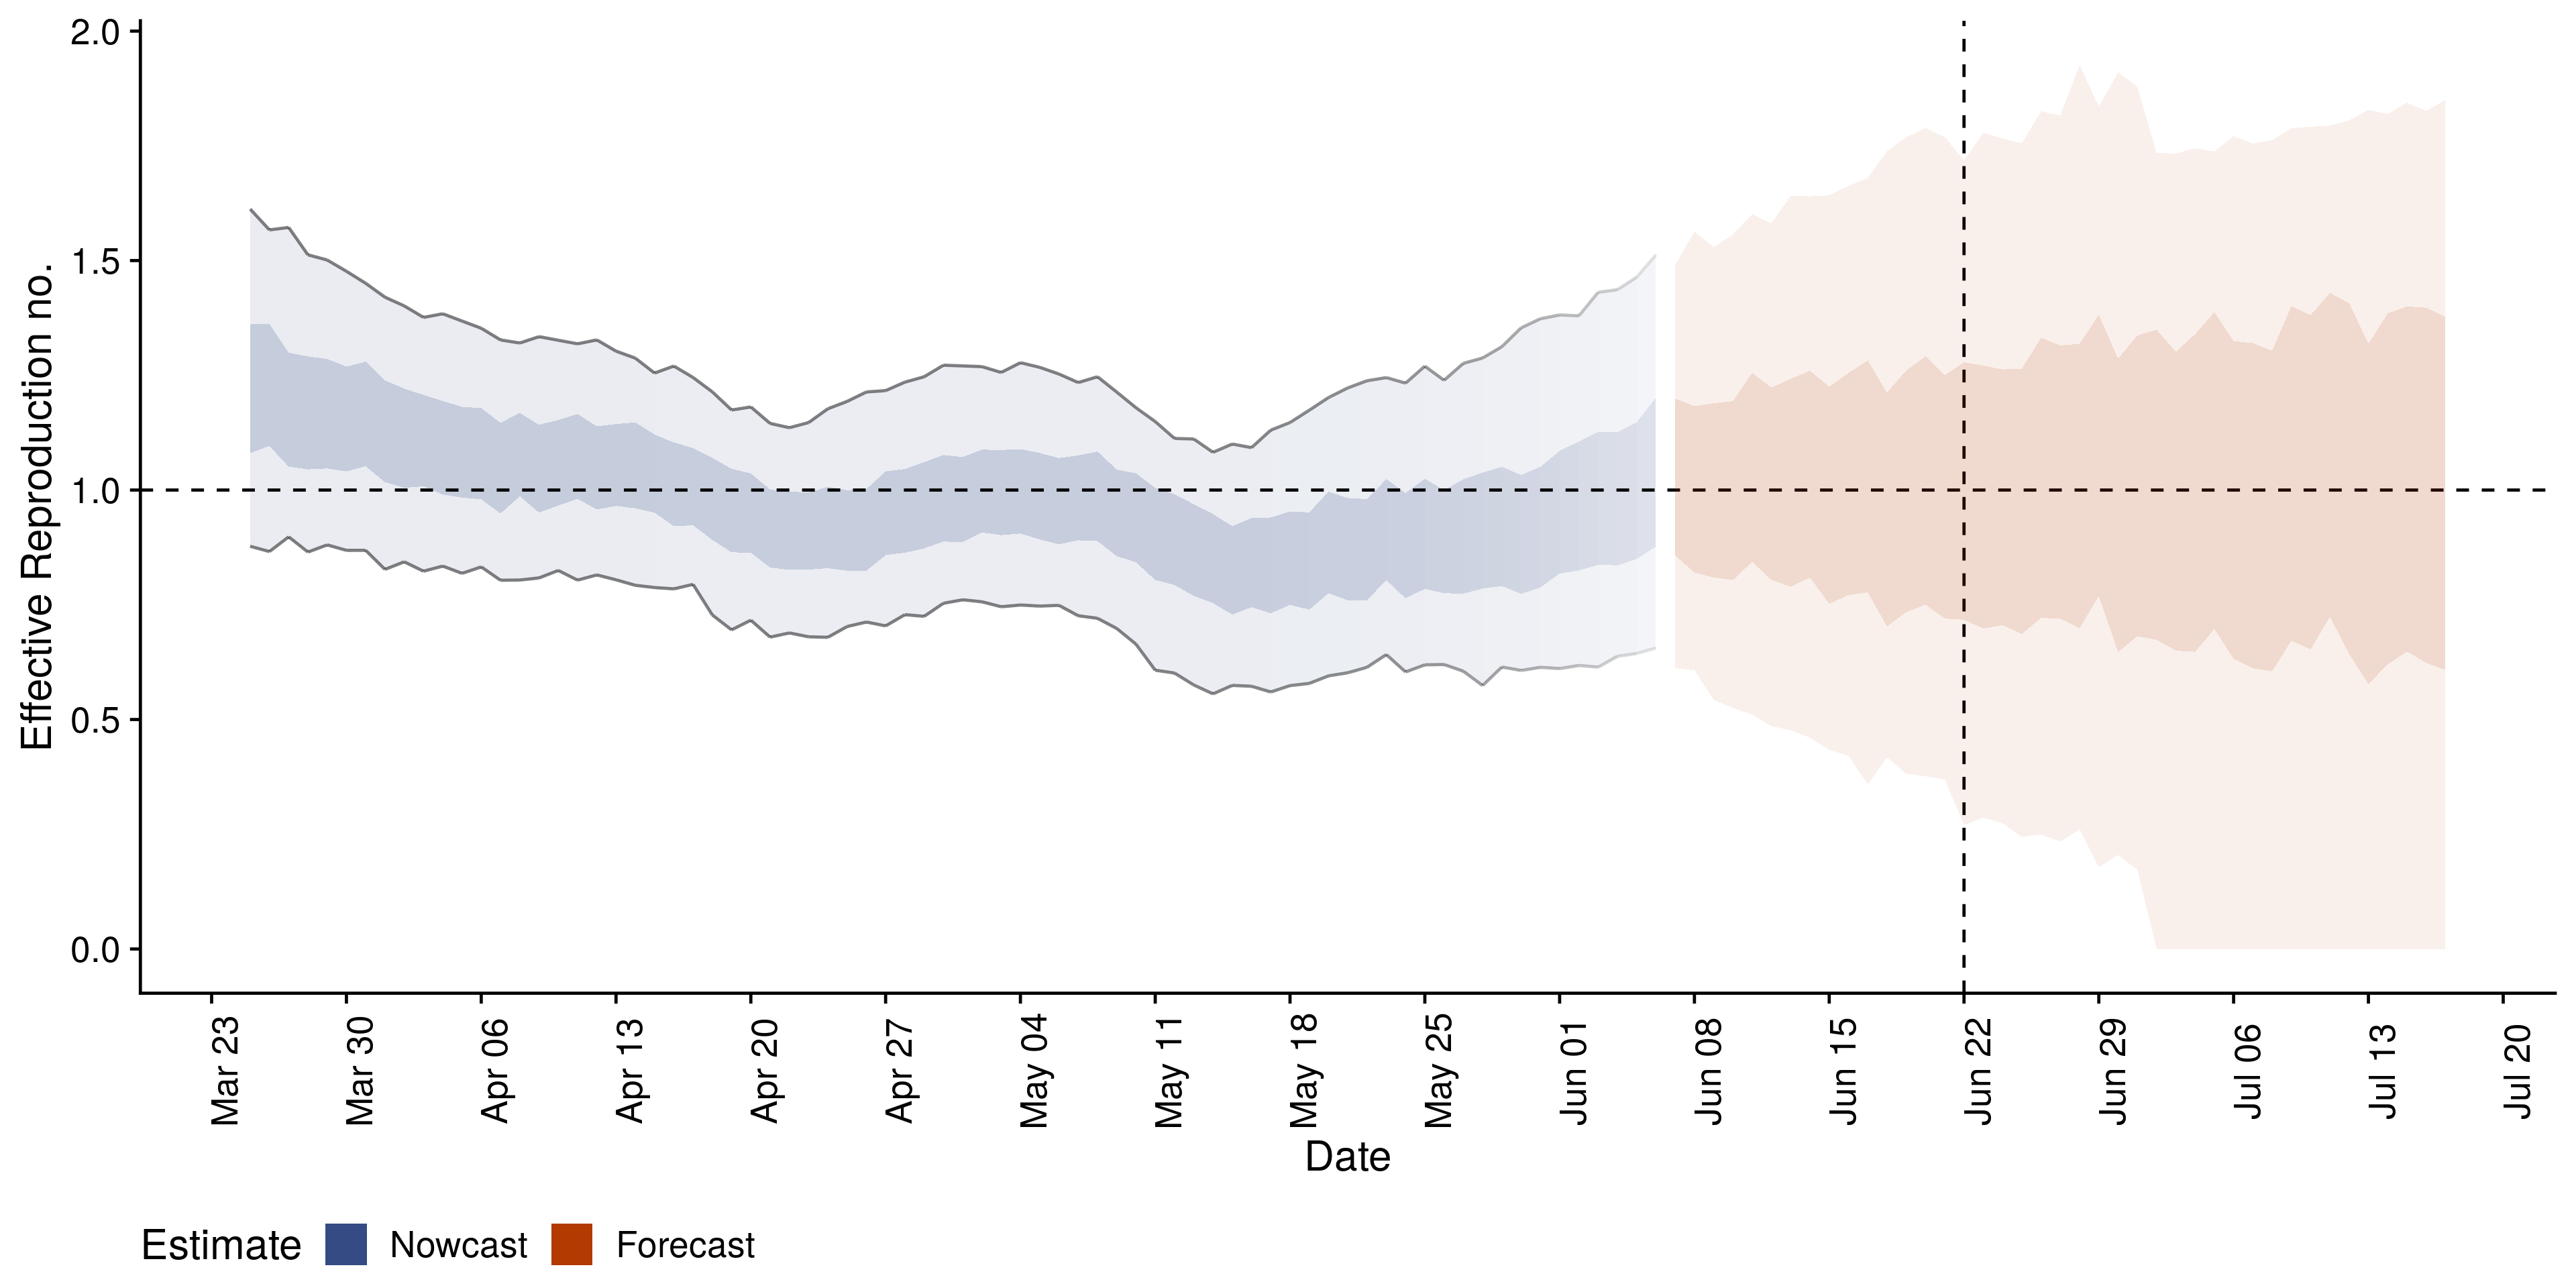 Effective Reproduction no.
2.0
1.5
1.0
0.5
0.0
Mar 23
Mar 30
Apr 06
Apr 13
Apr 20
Apr 27
May 04
May 11
May 18
May 25
Jun 01
Jun 08
Jun 15
Jun 22
Jun 29
Jul 06
Jul 13
Jul 20
Date
Estimate Nowcast Forecast